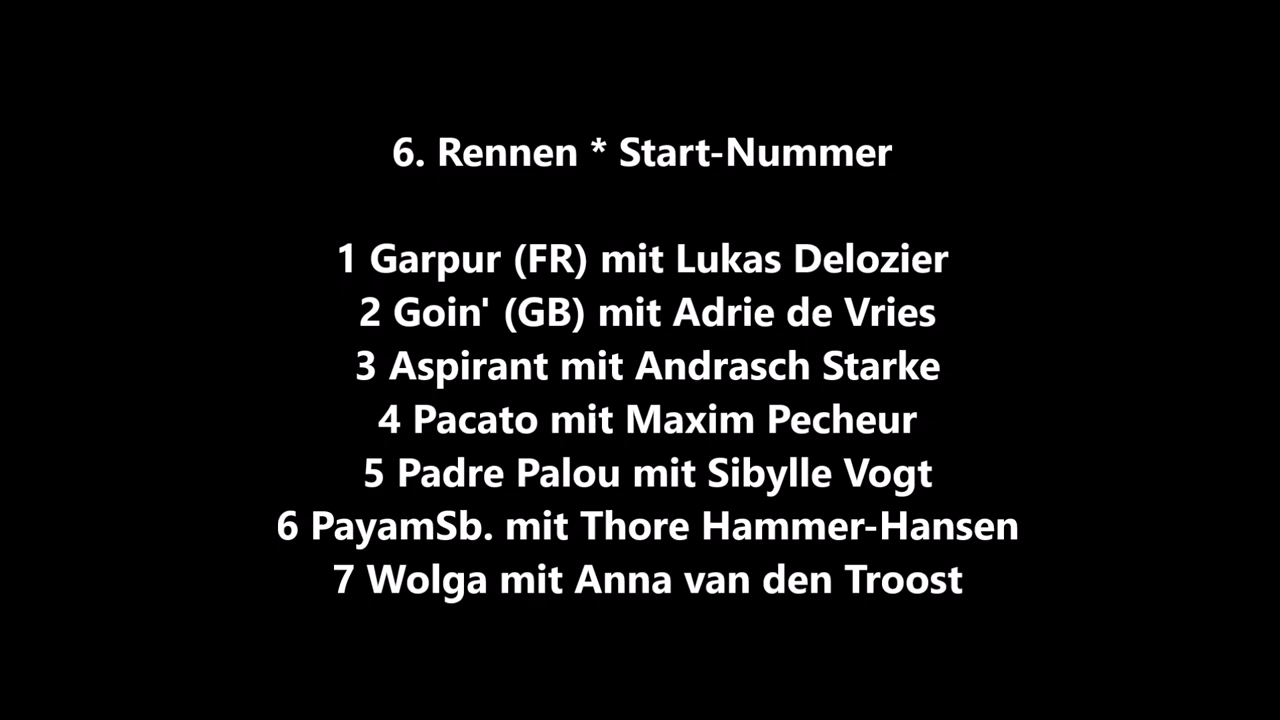 6. Rennen * Start-Nummer
1 Garpur (FR) mit Lukas Delozier
2 Goin' (GB) mit Adrie de Vries
3 Aspirant mit Andrasch Starke
4 Pacato mit Maxim Pecheur
5 Padre Palou mit Sibylle Vogt
6 PayamSb. mit Thore Hammer-Hansen
7 Wolga mit Anna van den Troost